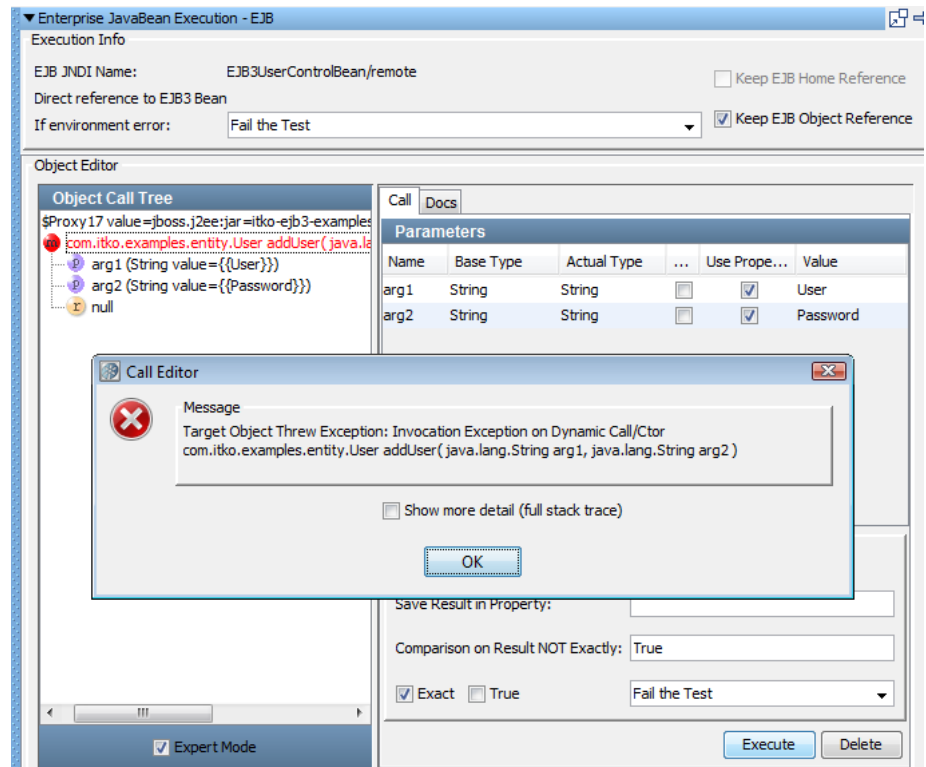 Enterprise JavaBean Execution - EJB
Execution Info
EJB JNDI Name: EJB3UserControlBean/remote
Keep EJB Home Reference
Direct reference to EJB3 Bean
If environment error: Fail the Test
Keep EJB Object Reference
Object Editor
Object Call Tree
$Proxy17 value=jboss.j2ee:jar=itko-ejb3-examples
m com.itko.examples.entity.User addUser( java.la
P arg1 (String value={{User}})
P arg2 (String value={{Password}})
r null
Call Docs
Parameters
Name Base Type Actual Type ... Use Prope... Value
arg1 String String User
arg2 String String Password
Call Editor
Message
Target Object Threw Exception: Invocation Exception on Dynamic Call/Ctor
com.itko.examples.entity.User addUser( java.lang.String arg1, java.lang.String arg2 )
Show more detail (full stack trace)
OK
Save Result in Property:
Comparison on Result NOT Exactly: True
Exact True Fail the Test
Expert Mode
Execute Delete